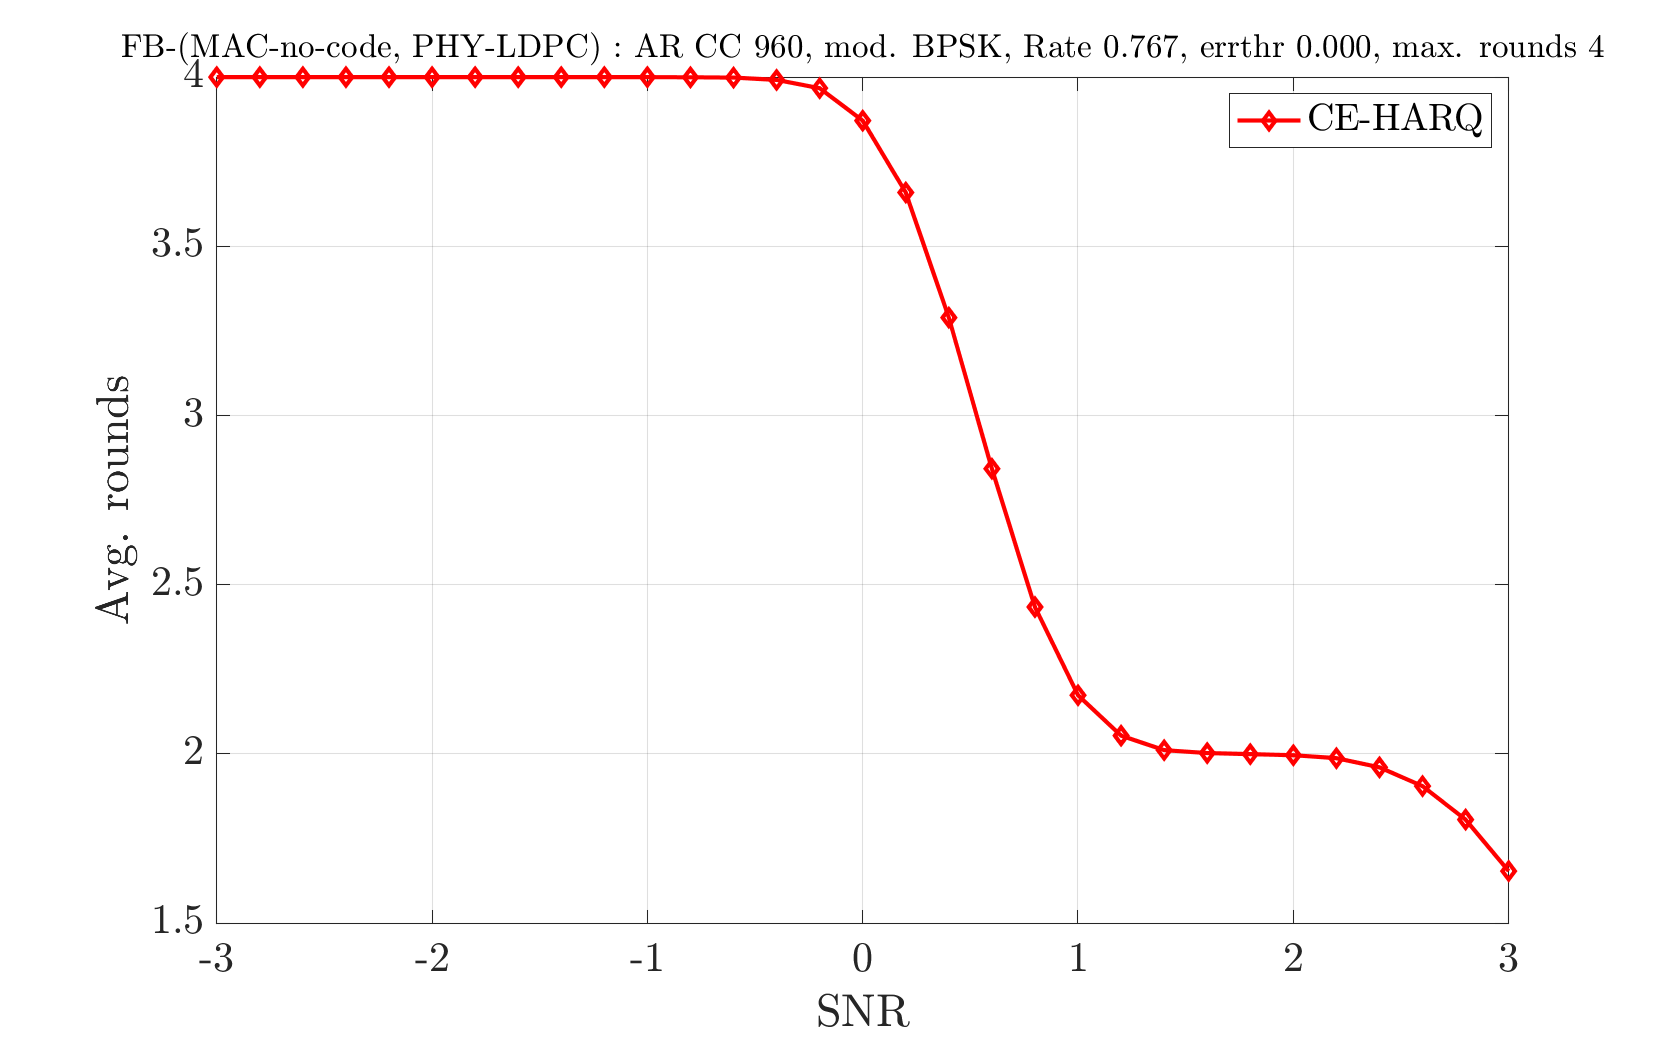 FB-(MAC-no-code, PHY-LDPC) : AR CC 960, mod. BPSK, Rate 0.767, errthr 0.000, max. rounds 4
CE-HARQ
4
3.5
3
2.5
2
1.5
Avg. rounds
-3 -2 -1 0 1 2 3
SNR